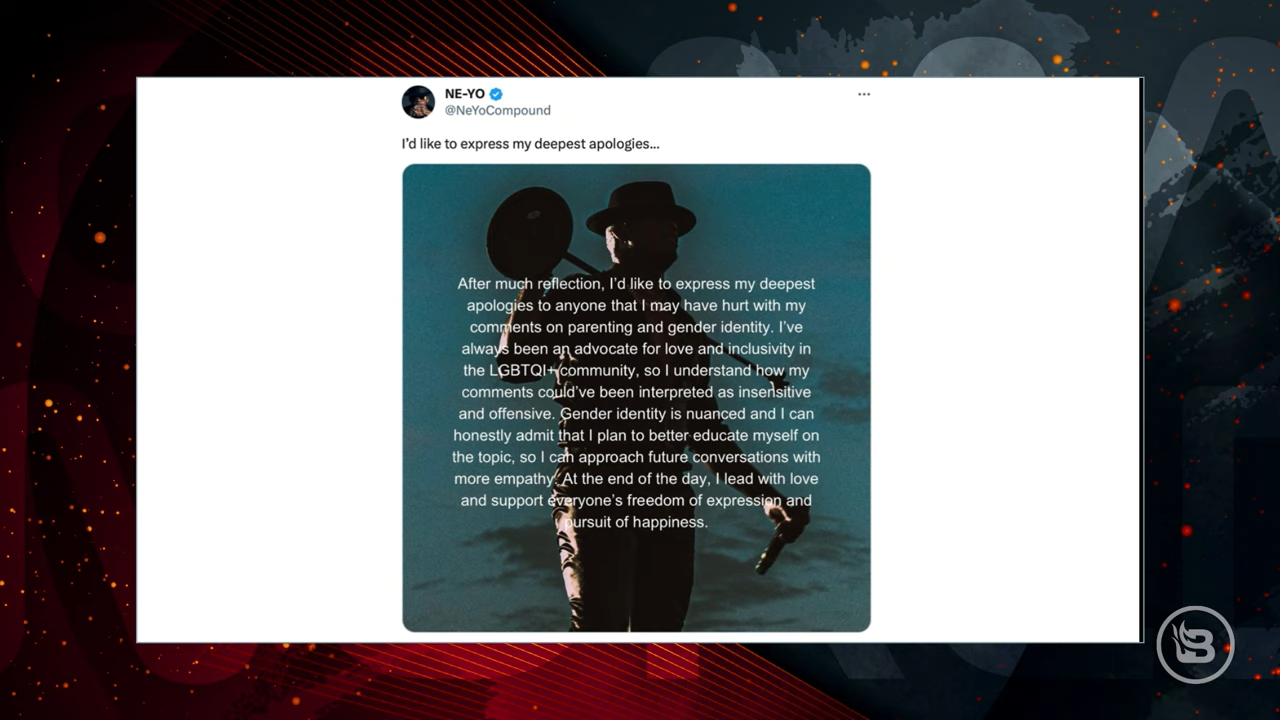 NE-YO
@NeYoCompound
I'd like to express my deepest apologies...
After much reflection, I'd like to express my deepest
apologies to anyone that I may have hurt with my
comments on parenting and gender identity. I've
always been an advocate for love and inclusivity in
the LGBTQI+ community, so I understand how my
comments could've been interpreted as insensitive
and offensive. Gender identity is nuanced and I can
honestly admit that I plan to better educate myself on
the topic, so I can approach future conversations with
more empathy. At the end of the day, I lead with love
and support everyone's freedom of expression and
pursuit of happiness.
B